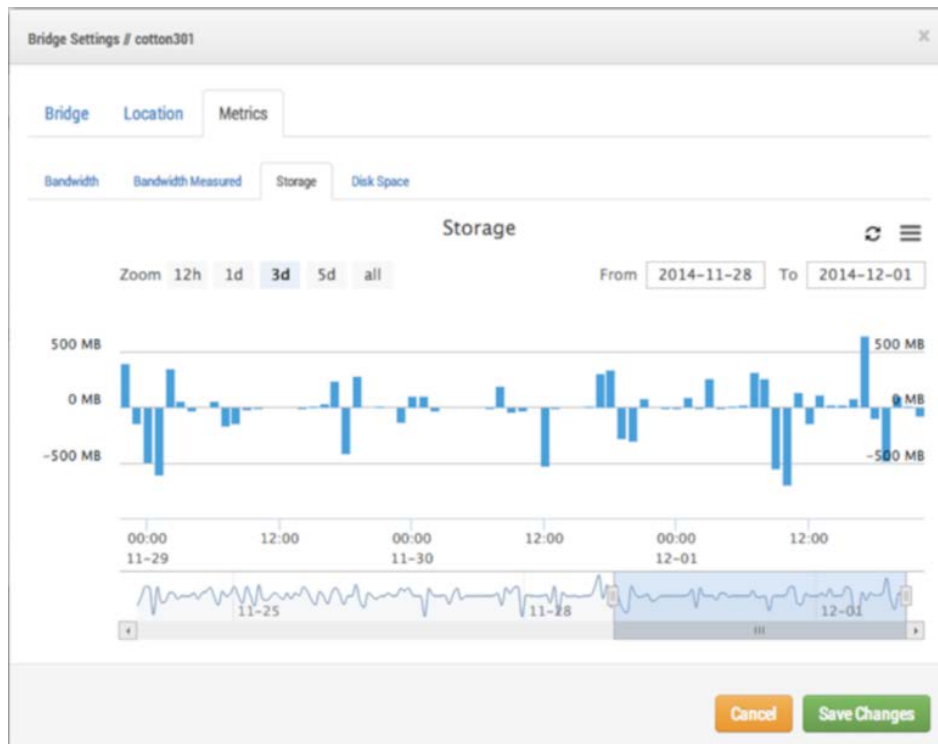 Bridge Settings // cotton301 ×
Bridge Location Metrics
Bandwidth Bandwidth Measured Storage Disk Space
Storage
Zoom 12h 1d 3d 5d all From 2014-11-28 To 2014-12-01
500 MB 500 MB
0 MB 0 MB
-500 MB -500 MB
00:00 12:00 00:00 12:00 00:00 12:00
11-29 11-30 12-01
11-25 11-28 12-01
Cancel Save Changes